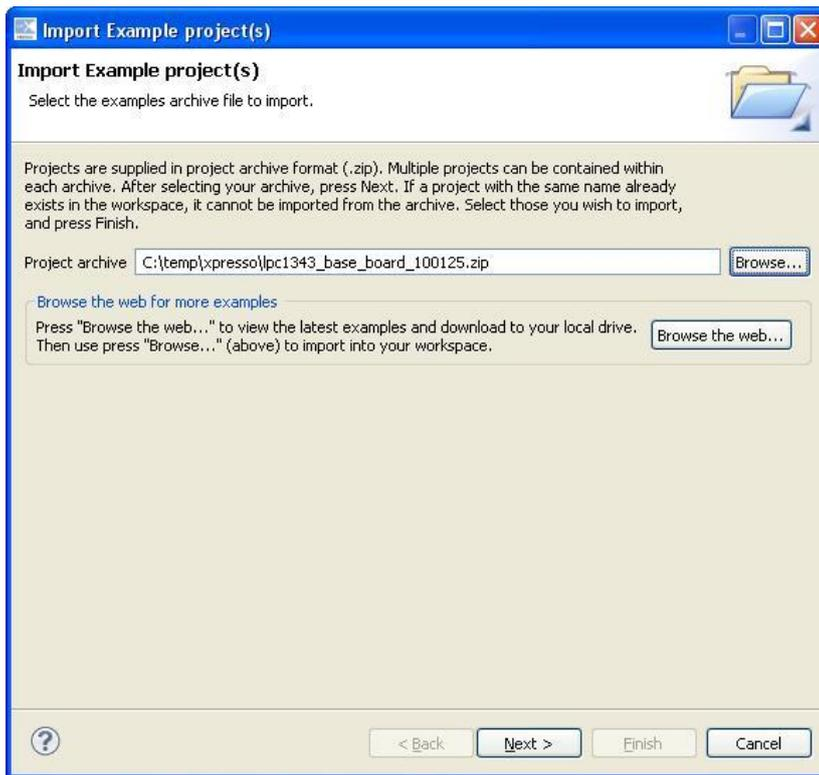 Import Example project(s)
Import Example project(s)
Select the examples archive file to import.
Projects are supplied in project archive format (.zip). Multiple projects can be contained within
each archive. After selecting your archive, press Next. If a project with the same name already
exists in the workspace, it cannot be imported from the archive. Select those you wish to import,
and press Finish.
Project archive C:\temp\xpresso\lpc1343_base_board_100125.zip Browse...
Browse the web for more examples
Press "Browse the web..." to view the latest examples and download to your local drive.
Then use press "Browse..." (above) to import into your workspace.
Browse the web...
< Back Next > Finish Cancel